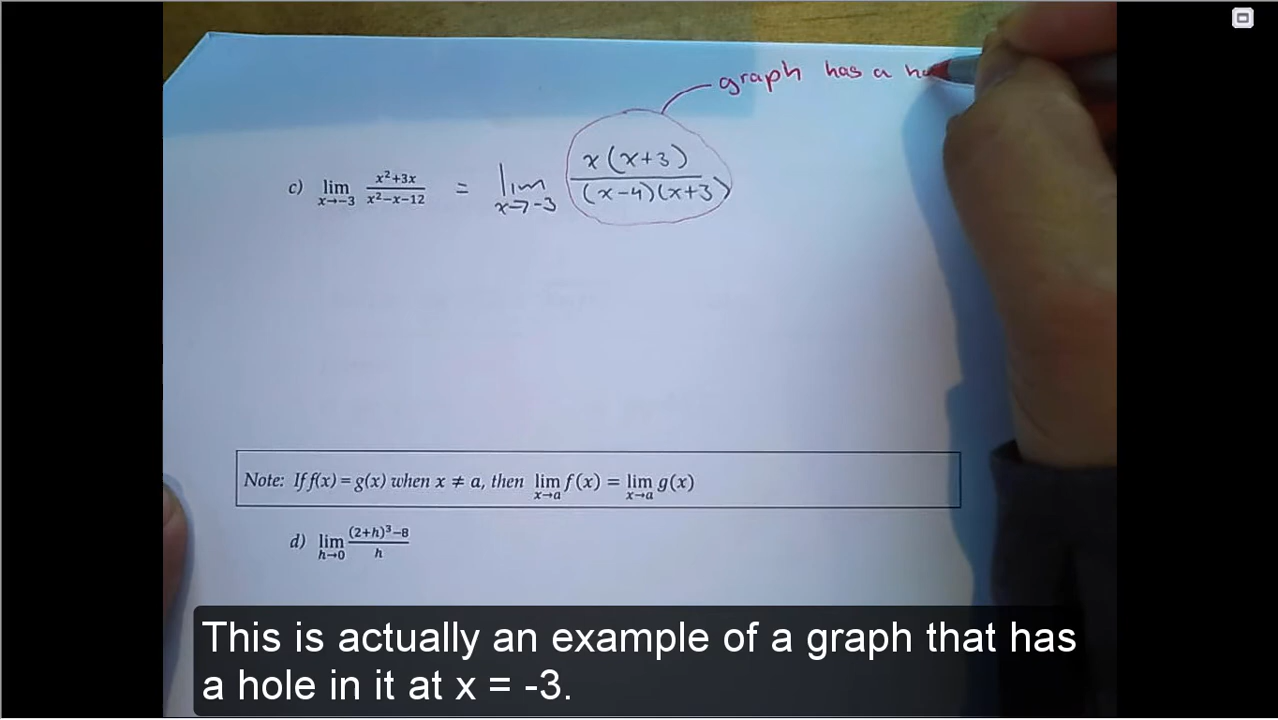 graph has a
c) lim x→-3 x²+3x / x²-x-12 = lim x→-3 x(x+3) / (x-4)(x+3)
Note: If f(x) = g(x) when x ≠ a, then lim x→a f(x) = lim x→a g(x)
d) lim h→0 (2+h)³-8 / h
This is actually an example of a graph that has
a hole in it at x = -3.